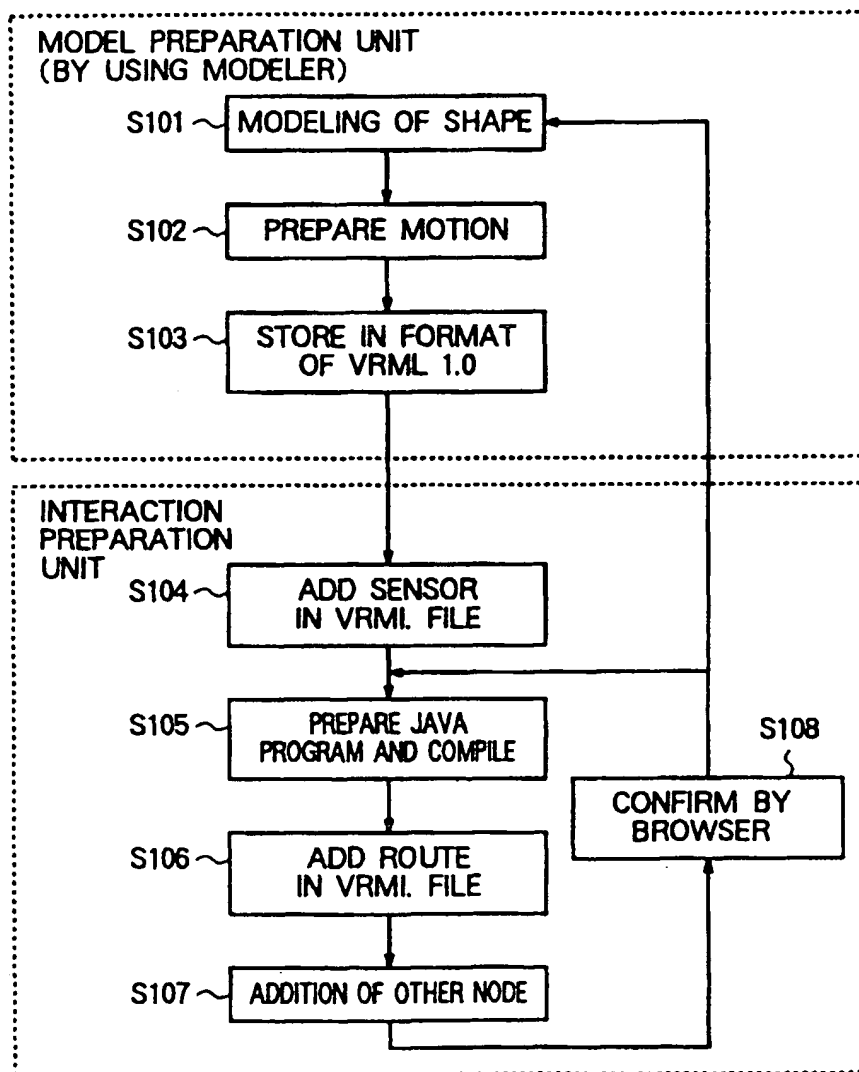 MODEL PREPARATION UNIT
(BY USING MODELER)
S101
MODELING OF SHAPE
S102
PREPARE MOTION
S103
STORE IN FORMAT
OF VRML 1.0
INTERACTION
PREPARATION
UNIT
S104
ADD SENSOR
IN VRMI. FILE
S105
PREPARE JAVA
PROGRAM AND COMPILE
S108
CONFIRM BY
BROWSER
S106
ADD ROUTE
IN VRMI. FILE
S107
ADDITION OF OTHER NODE